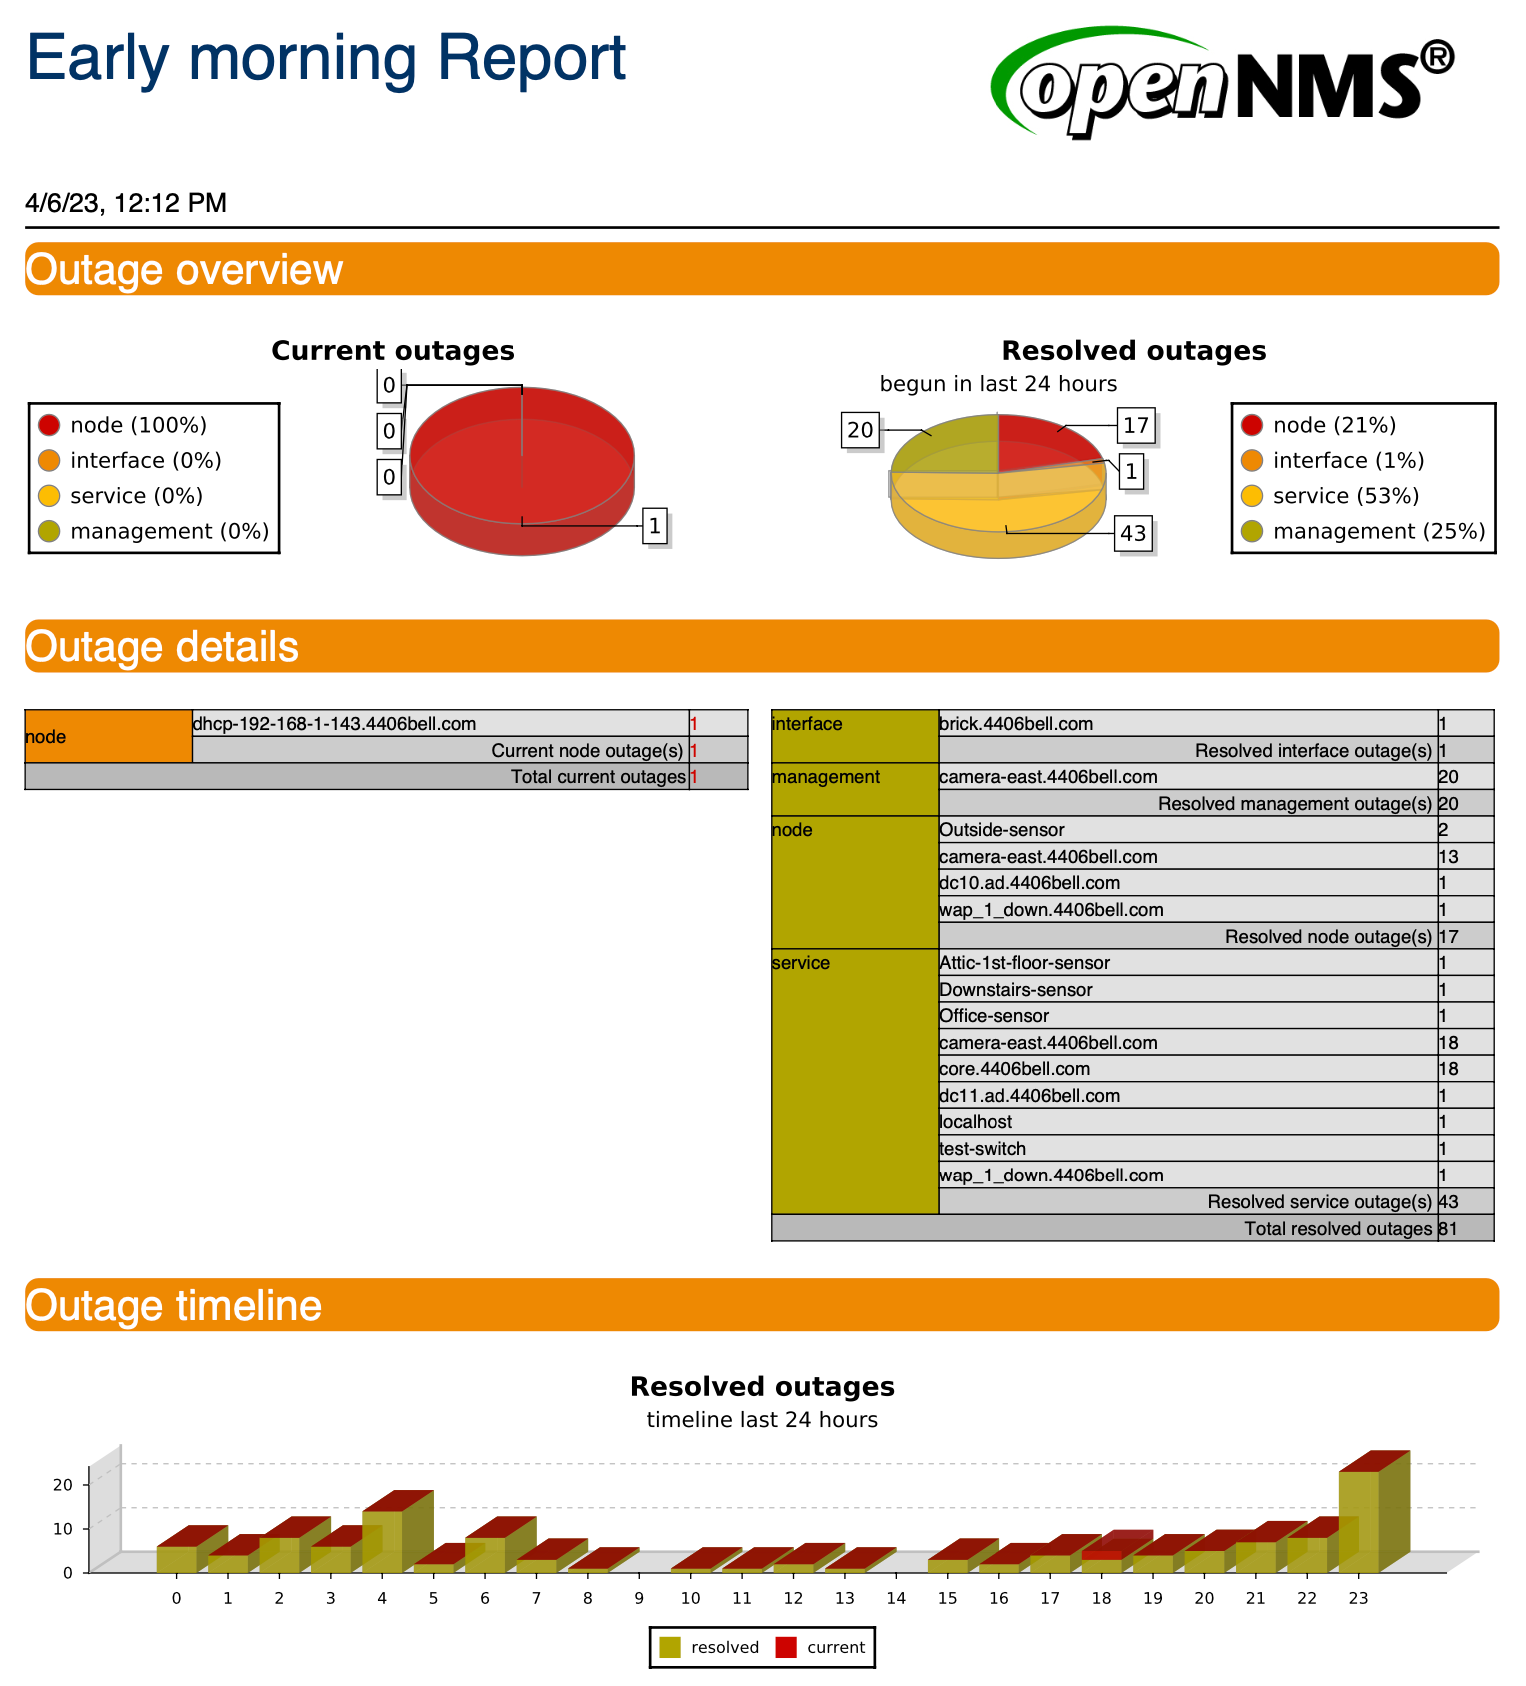 Early morning Report
openNMS®
4/6/23, 12:12 PM
Outage overview
Current outages
node (100%)
interface (0%)
service (0%)
management (0%)
0
0
0
1
Resolved outages
begun in last 24 hours
20
17
1
43
node (21%)
interface (1%)
service (53%)
management (25%)
Outage details
node
dhcp-192-168-1-143.4406bell.com 1
Current node outage(s) 1
Total current outages 1
interface brick.4406bell.com 1
Resolved interface outage(s) 1
management camera-east.4406bell.com 20
Resolved management outage(s) 20
node Outside-sensor 2
camera-east.4406bell.com 13
dc10.ad.4406bell.com 1
wap_1_down.4406bell.com 1
Resolved node outage(s) 17
service Attic-1st-floor-sensor 1
Downstairs-sensor 1
Office-sensor 1
camera-east.4406bell.com 18
core.4406bell.com 18
dc11.ad.4406bell.com 1
localhost 1
test-switch 1
wap_1_down.4406bell.com 1
Resolved service outage(s) 43
Total resolved outages 81
Outage timeline
Resolved outages
timeline last 24 hours
20
10
0
0 1 2 3 4 5 6 7 8 9 10 11 12 13 14 15 16 17 18 19 20 21 22 23
resolved current